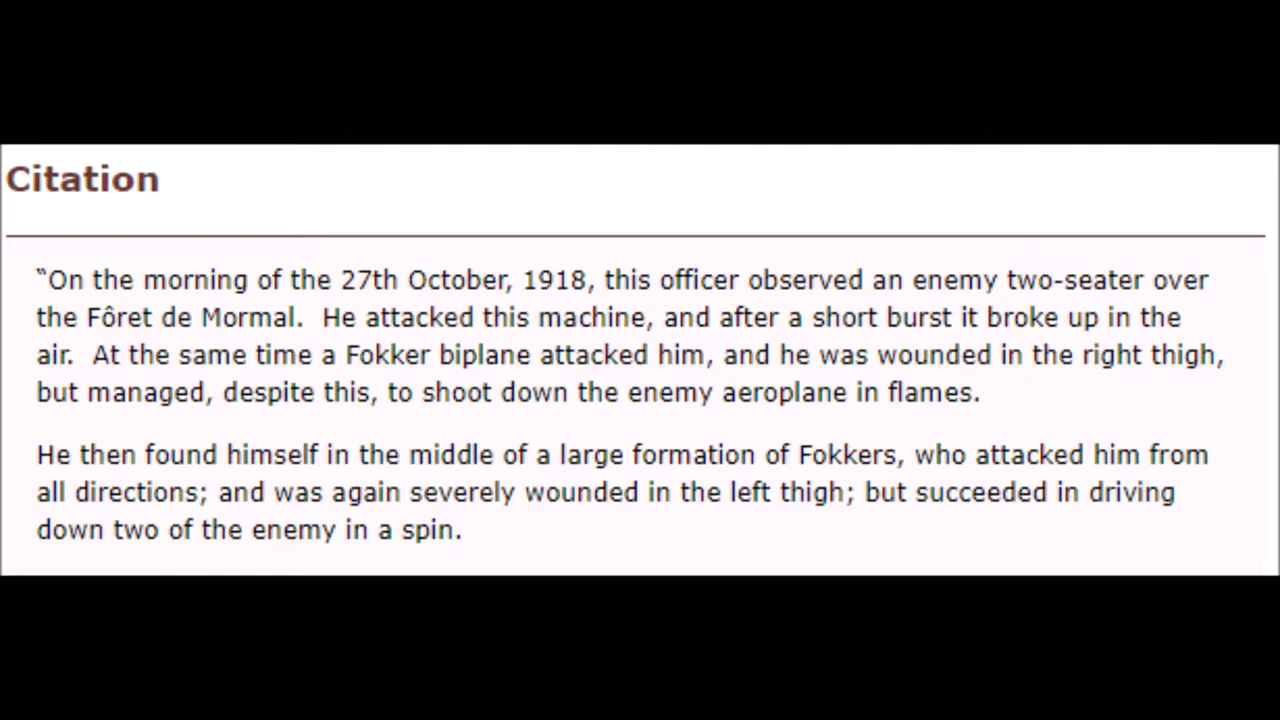 Citation
“On the morning of the 27th October, 1918, this officer observed an enemy two-seater over
the Fôret de Mormal.  He attacked this machine, and after a short burst it broke up in the
air.  At the same time a Fokker biplane attacked him, and he was wounded in the right thigh,
but managed, despite this, to shoot down the enemy aeroplane in flames.
He then found himself in the middle of a large formation of Fokkers, who attacked him from
all directions; and was again severely wounded in the left thigh; but succeeded in driving
down two of the enemy in a spin.